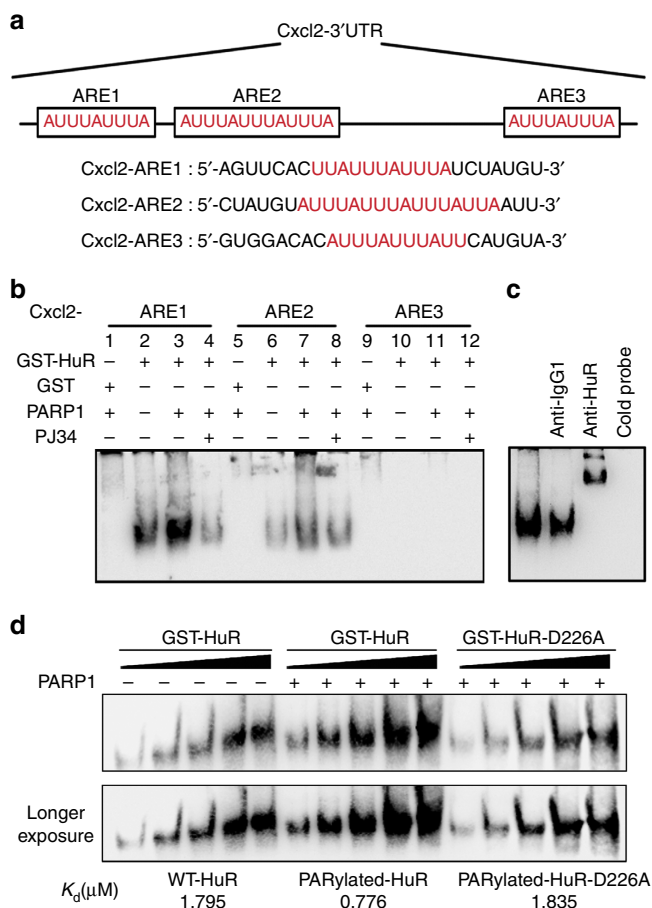 a
Cxcl2-3′UTR
ARE1 ARE2 ARE3
AUUUAUUUA AUUUAUUUAUUUA AUUUAUUUA
Cxcl2-ARE1 : 5′-AGUUCACUUAUUUAUUUAUCUAUGU-3′
Cxcl2-ARE2 : 5′-CUAUGUAUUUAUUUAUUUAUUAAUU-3′
Cxcl2-ARE3 : 5′-GUGGACACAUUUAUUUAUUCAUGUA-3′
b
Cxcl2- ARE1 ARE2 ARE3
1 2 3 4 5 6 7 8 9 10 11 12
GST-HuR – + + + – + + + – + + +
GST + – – – + – – – + – – –
PARP1 + – + + + – + + + – + +
PJ34 – – – + – – – + – – – +
c
Anti-IgG1
Anti-HuR
Cold probe
d
GST-HuR GST-HuR GST-HuR-D226A
PARP1 – – – – – + + + + + + + + + +
Longer
exposure
Kd(μM) WT-HuR PARylated-HuR PARylated-HuR-D226A
1.795 0.776 1.835